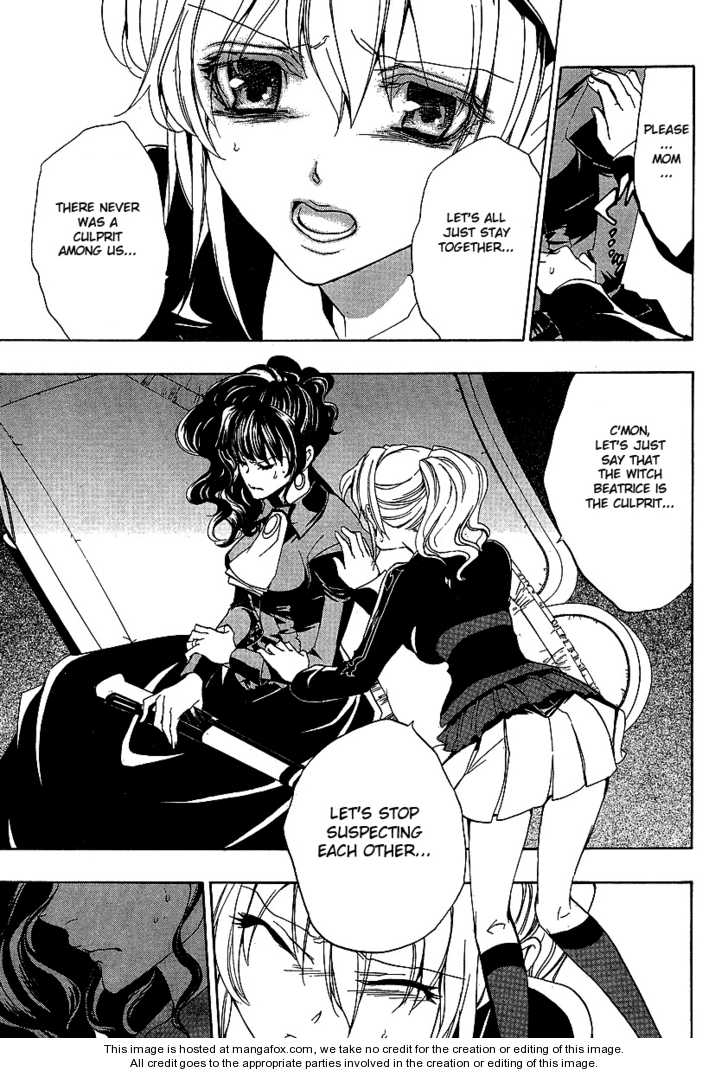 PLEASE
...
MOM
...
LET'S ALL
JUST STAY
TOGETHER...
THERE NEVER
WAS A
CULPRIT
AMONG US...
C'MON,
LET'S JUST
SAY THAT
THE WITCH
BEATRICE IS
THE CULPRIT...
LET'S STOP
SUSPECTING
EACH OTHER...
This image is hosted at mangafox.com, we take no credit for the creation or editing of this image.
All credit goes to the appropriate parties involved in the creation or editing of this image.